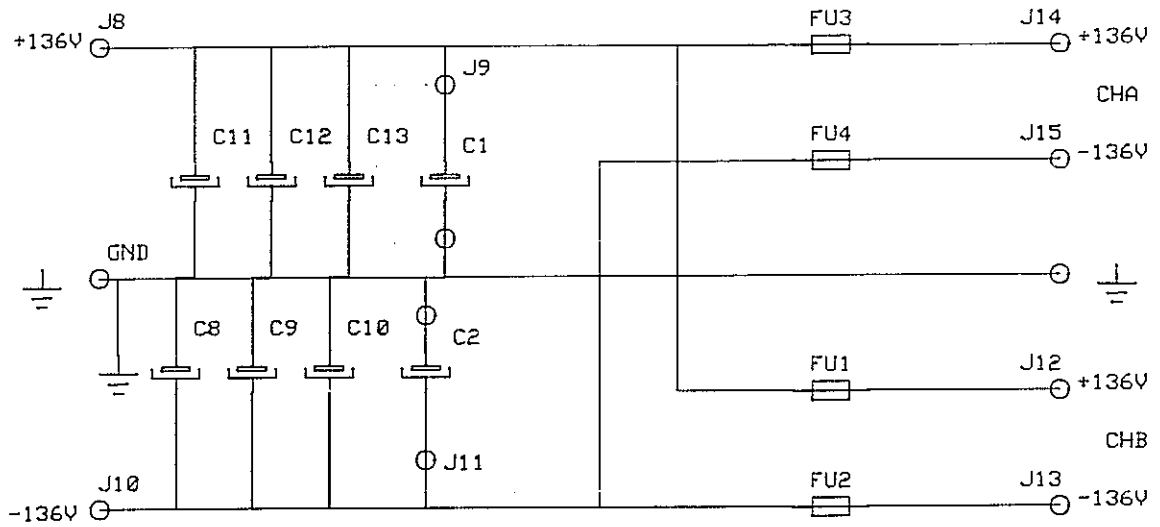 J8
+136V
J9
C11
C12
C13
C1
FU3
J14
+136V
CHA
FU4
J15
-136V
GND
C8
C9
C10
C2
FU1
J12
+136V
CHB
J10
-136V
J11
FU2
J13
-136V